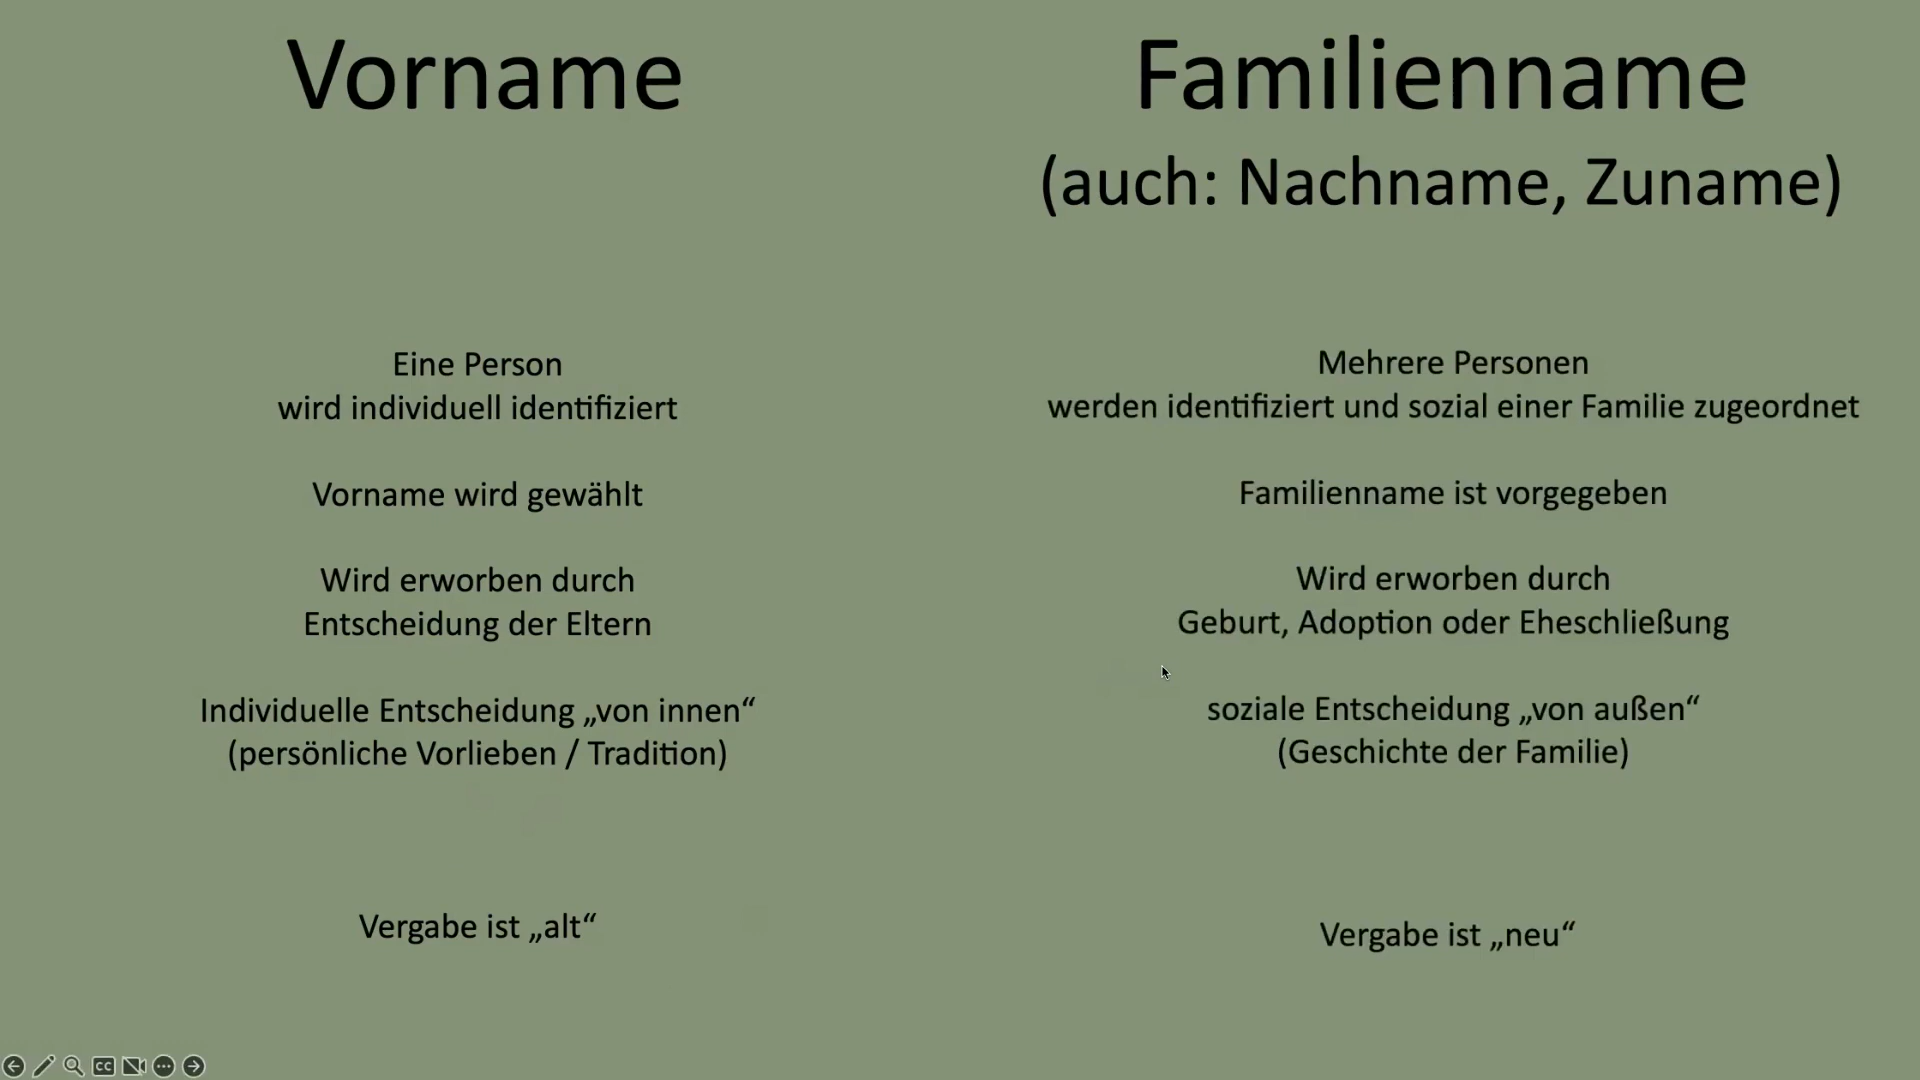 Vorname
Eine Person
wird individuell identifiziert
Vorname wird gewählt
Wird erworben durch
Entscheidung der Eltern
Individuelle Entscheidung „von innen“
(persönliche Vorlieben / Tradition)
Vergabe ist „alt“
Familienname
(auch: Nachname, Zuname)
Mehrere Personen
werden identifiziert und sozial einer Familie zugeordnet
Familienname ist vorgegeben
Wird erworben durch
Geburt, Adoption oder Eheschließung
soziale Entscheidung „von außen“
(Geschichte der Familie)
Vergabe ist „neu“
CC